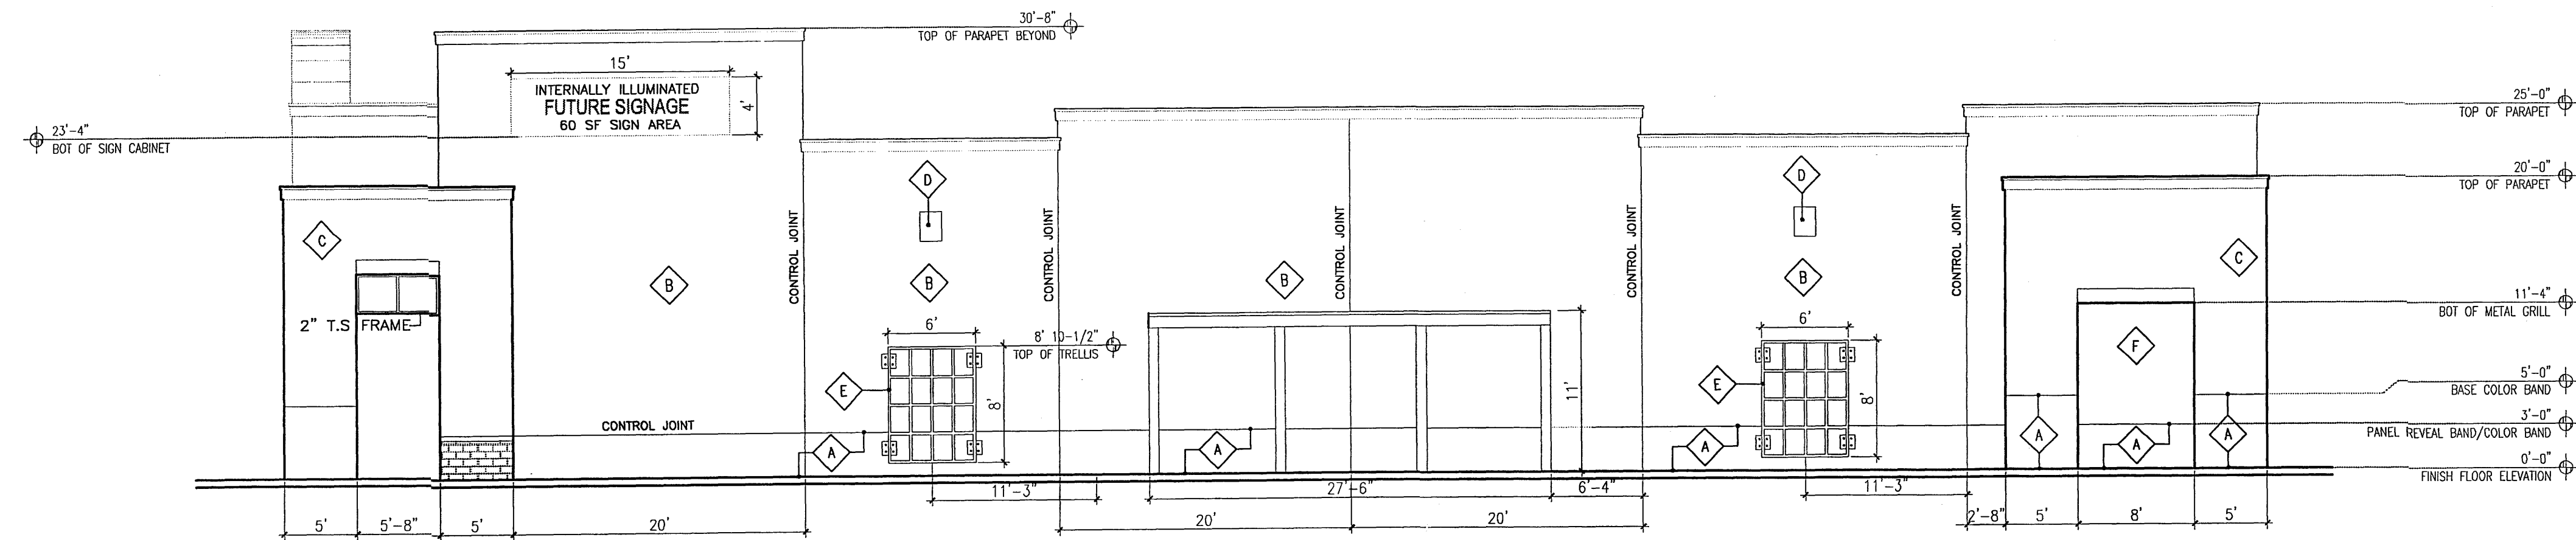 30'-8"
TOP OF PARAPET BEYOND
15'
INTERNALLY ILLUMINATED
FUTURE SIGNAGE
60 SF SIGN AREA
4'
23'-4"
BOT OF SIGN CABINET
25'-0"
TOP OF PARAPET
20'-0"
TOP OF PARAPET
D
D
C
B
B
B
B
C
CONTROL JOINT
CONTROL JOINT
CONTROL JOINT
CONTROL JOINT
CONTROL JOINT
11'-4"
BOT OF METAL GRILL
2" T.S FRAME
6'
8' 10-1/2"
TOP OF TRELLIS
6'
F
E
8'
11'
E
8'
5'-0"
BASE COLOR BAND
CONTROL JOINT
3'-0"
PANEL REVEAL BAND/COLOR BAND
A
A
A
A
A
A
0'-0"
FINISH FLOOR ELEVATION
11'-3"
27'-6"
6'-4"
11'-3"
5'
5'-8"
5'
20'
20'
20'
2'-8"
5'
8'
5'